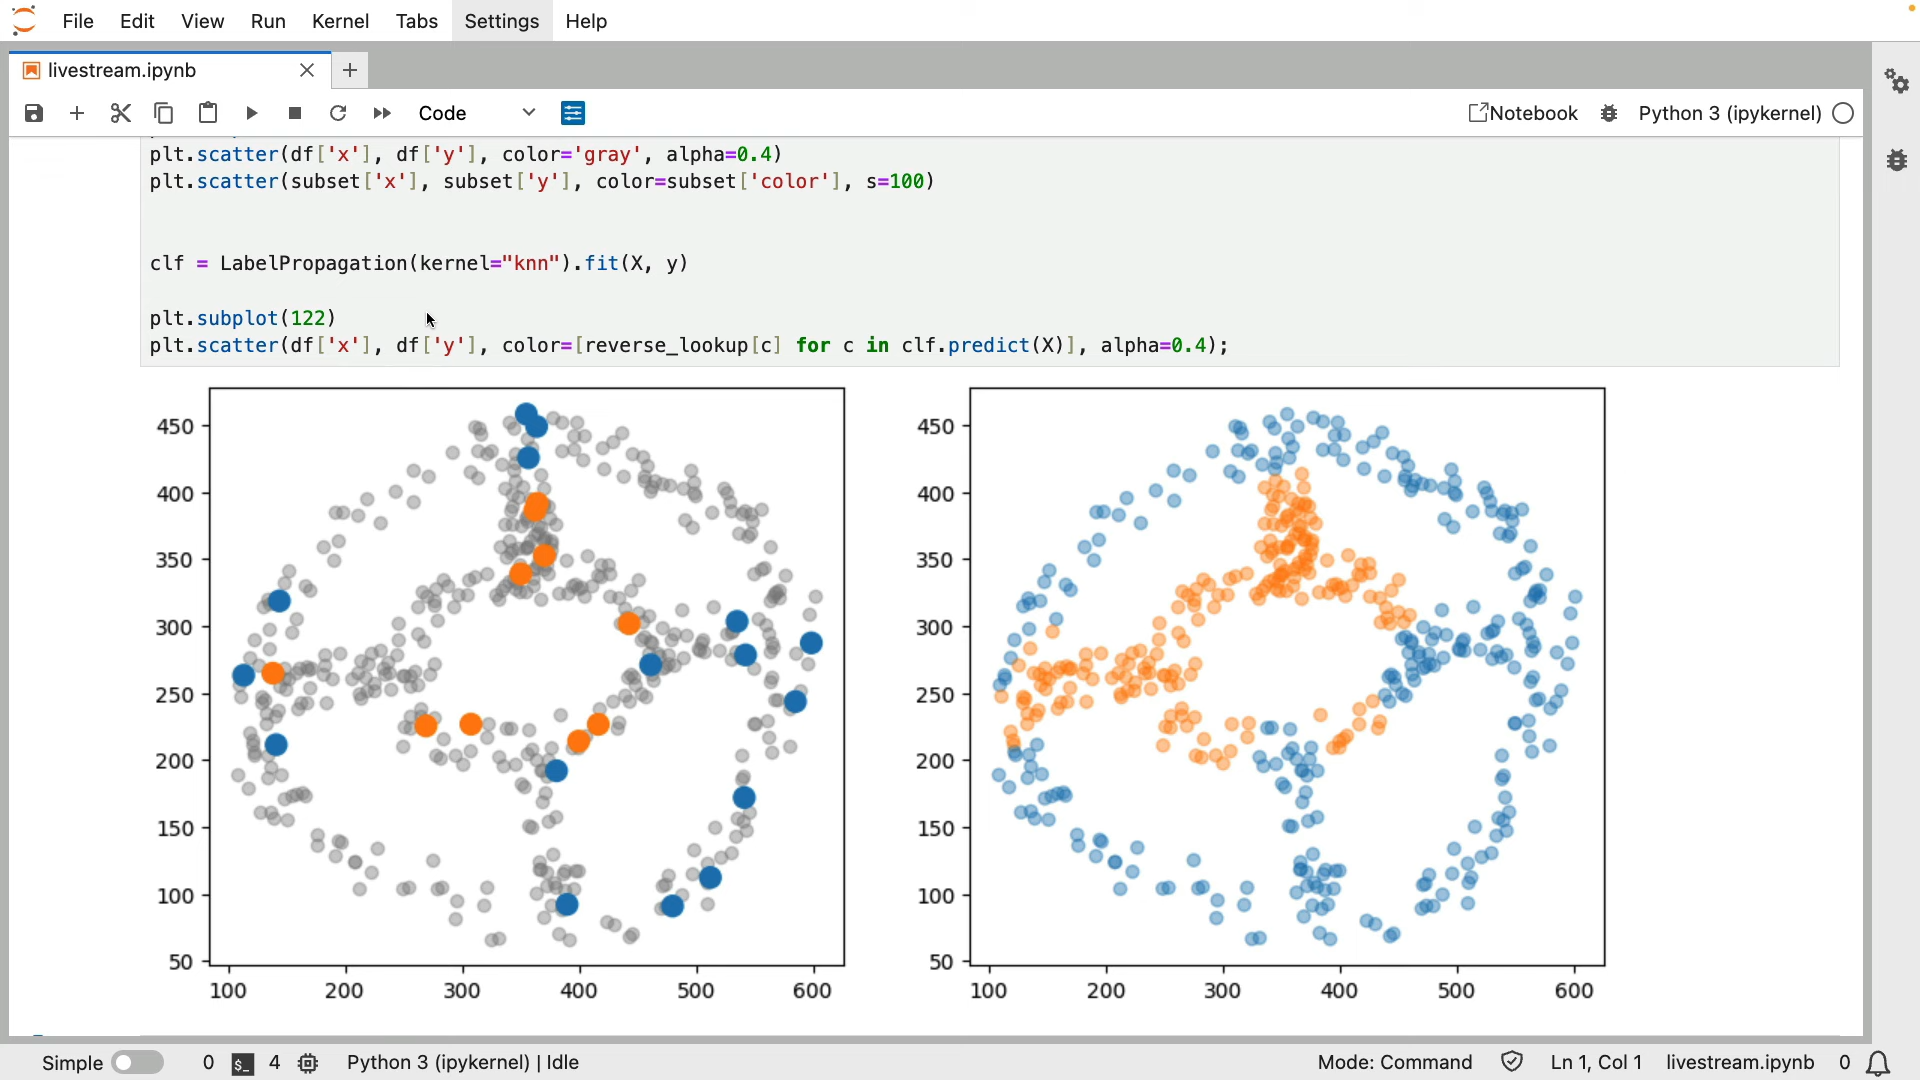 File Edit View Run Kernel Tabs Settings Help
livestream.ipynb
Code Notebook Python 3 (ipykernel)
plt.scatter(df['x'], df['y'], color='gray', alpha=0.4)
plt.scatter(subset['x'], subset['y'], color=subset['color'], s=100)
clf = LabelPropagation(kernel="knn").fit(X, y)
plt.subplot(122)
plt.scatter(df['x'], df['y'], color=[reverse_lookup[c] for c in clf.predict(X)], alpha=0.4);
450
400
350
300
250
200
150
100
50
100 200 300 400 500 600
450
400
350
300
250
200
150
100
50
100 200 300 400 500 600
Simple 0 $_ 4 Python 3 (ipykernel) | Idle Mode: Command Ln 1, Col 1 livestream.ipynb 0